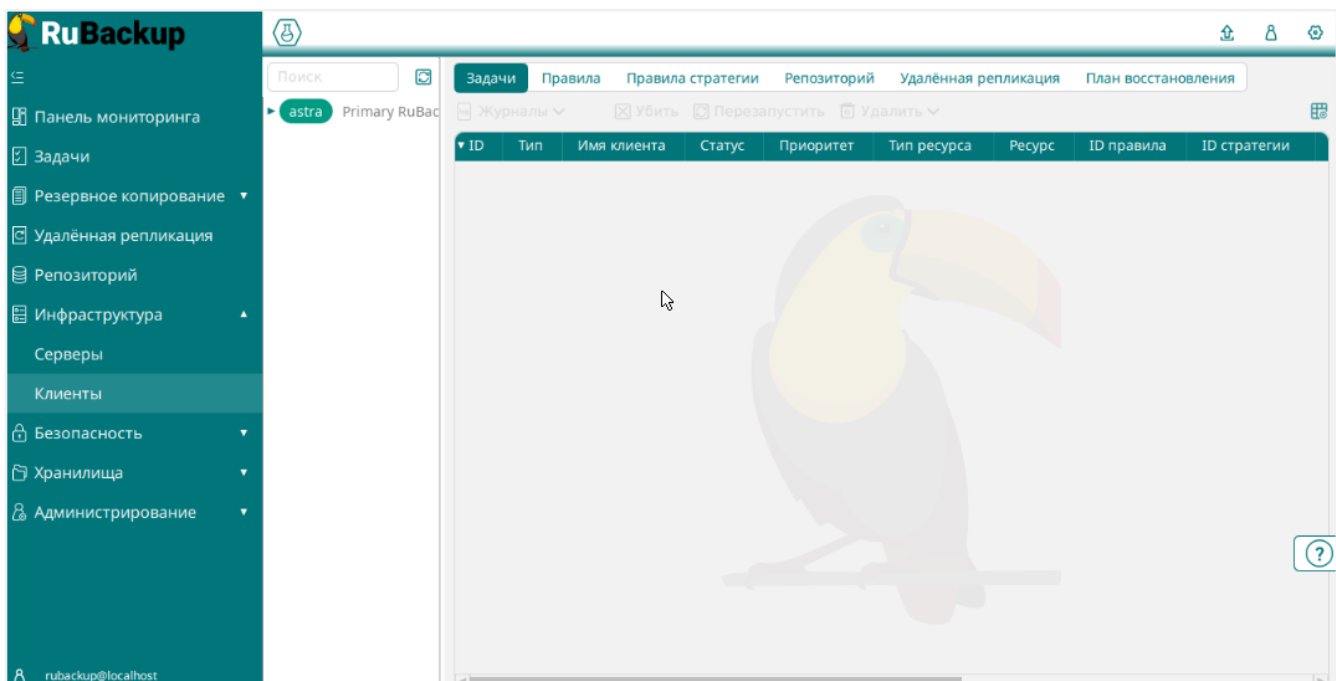 RuBackup
Поиск
Задачи Правила Правила стратегии Репозиторий Удалённая репликация План восстановления
astra Primary RuBac
Журналы Убить Перезапустить Удалить
ID Тип Имя клиента Статус Приоритет Тип ресурса Ресурс ID правила ID стратегии
Панель мониторинга
Задачи
Резервное копирование
Удалённая репликация
Репозиторий
Инфраструктура
Серверы
Клиенты
Безопасность
Хранилища
Администрирование
?
rubackup@localhost